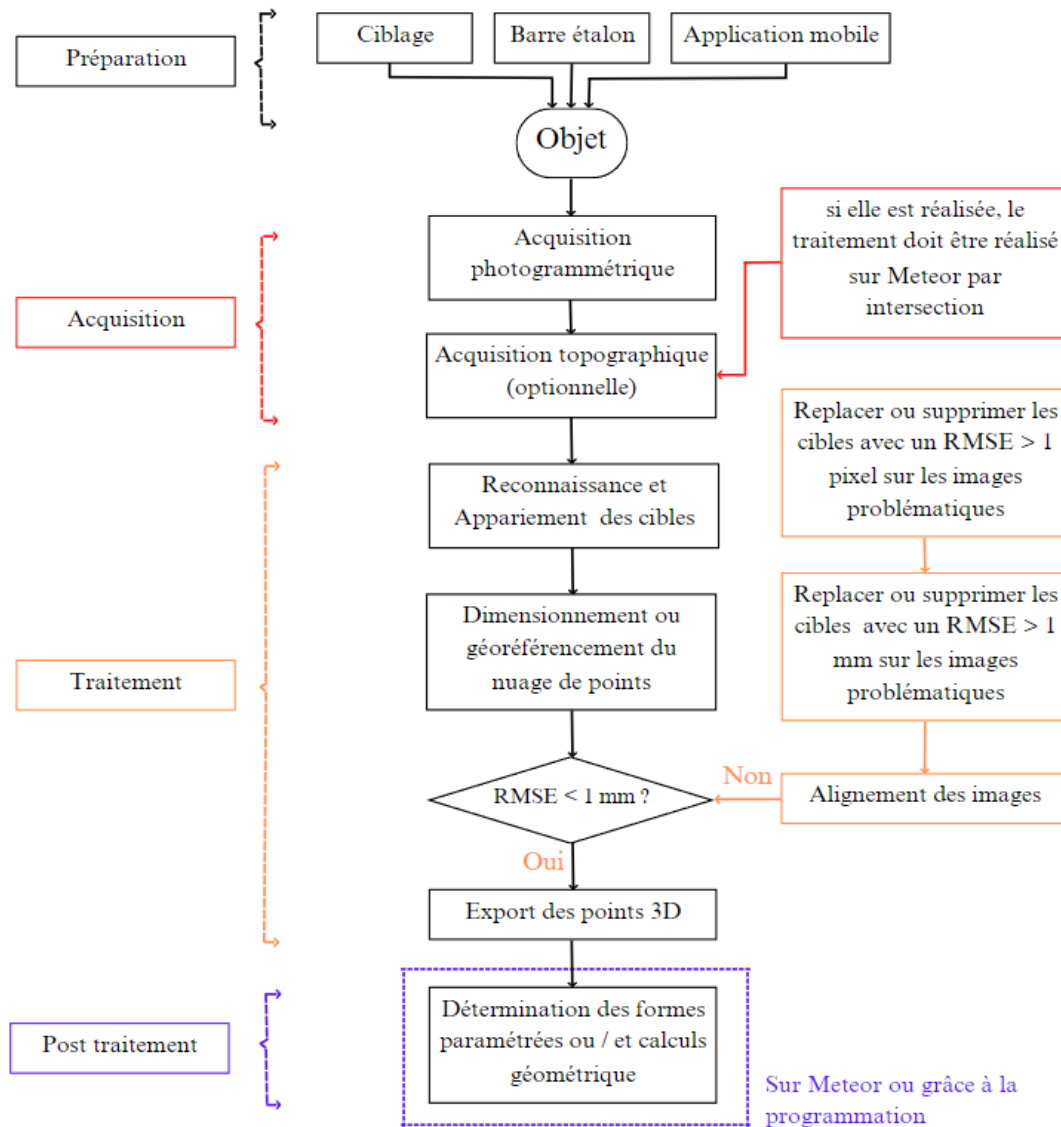 Préparation
Ciblage
Barre étalon
Application mobile
Objet
Acquisition
Acquisition
photogrammétrique
Acquisition topographique
(optionnelle)
si elle est réalisée, le
traitement doit être réalisé
sur Meteor par
intersection
Traitement
Reconnaissance et
Appariement des cibles
Dimensionnement ou
géoréférencement du
nuage de points
RMSE < 1 mm ?
Non
Oui
Replacer ou supprimer les
cibles avec un RMSE > 1
pixel sur les images
problématiques
Replacer ou supprimer les
cibles avec un RMSE > 1
mm sur les images
problématiques
Alignement des images
Export des points 3D
Post traitement
Détermination des formes
paramétrées ou / et calculs
géométrique
Sur Meteor ou grâce à la
programmation